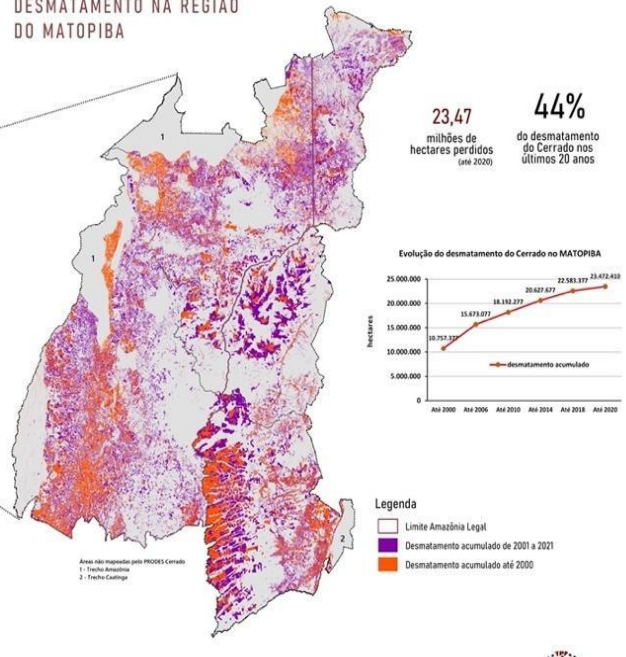 DESMATAMENTO NA REGIÃO
DO MATOPIBA
1
1
2
23,47
milhões de
hectares perdidos
(até 2020)
44%
do desmatamento
do Cerrado nos
últimos 20 anos
Evolução do desmatamento do Cerrado no MATOPIBA
hectares
25.000.000
20.000.000
15.000.000
10.000.000
5.000.000
0
10.757.377
15.673.077
18.192.277
20.627.677
22.583.377
23.472.410
desmatamento acumulado
Até 2000 Até 2006 Até 2010 Até 2014 Até 2018 Até 2020
Legenda
Limite Amazônia Legal
Desmatamento acumulado de 2001 a 2021
Desmatamento acumulado até 2000
Áreas não mapeadas pelo PRODES Cerrado
1 - Trecho Amazônia
2 - Trecho Caatinga